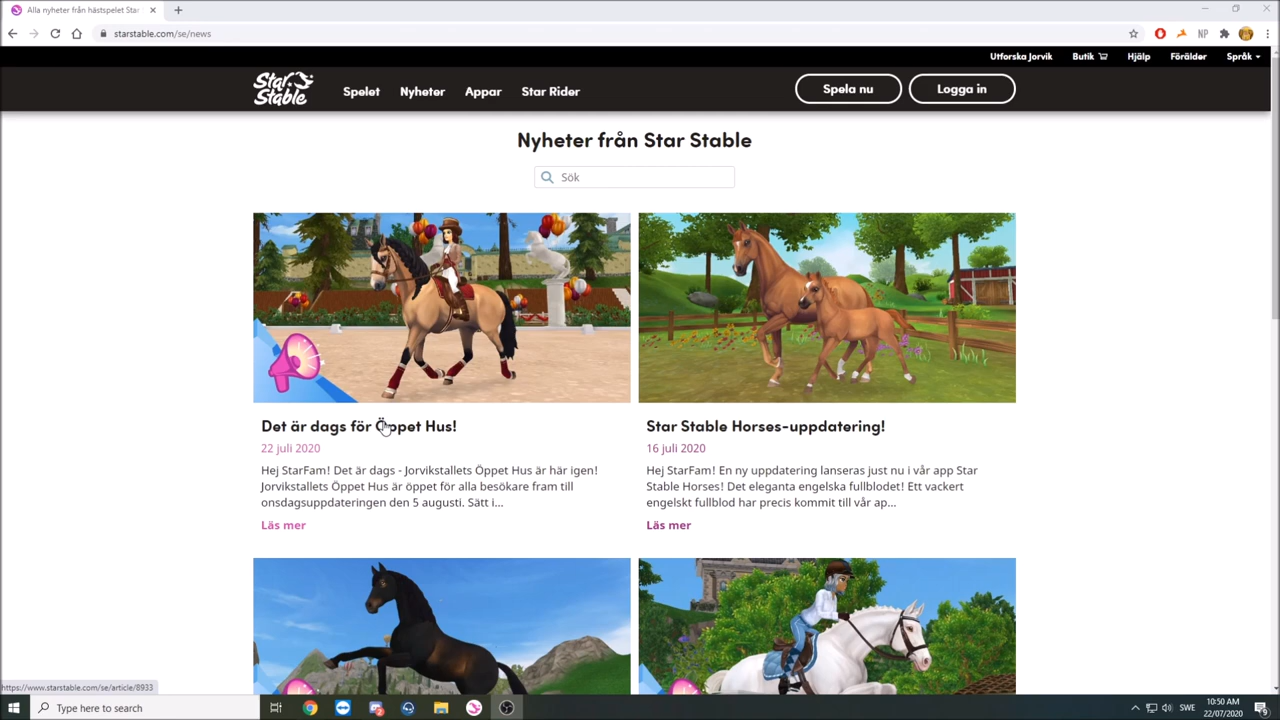 Alla nyheter från hästspelet Star
starstable.com/se/news
NP
Utforska Jorvik
Butik
Hjälp
Förälder
Språk
Star Stable
Spelet
Nyheter
Appar
Star Rider
Spela nu
Logga in
Nyheter från Star Stable
Sök
Det är dags för Öppet Hus!
22 juli 2020
Hej StarFam! Det är dags - Jorvikstallets Öppet Hus är här igen!
Jorvikstallets Öppet Hus är öppet för alla besökare fram till
onsdagsuppdateringen den 5 augusti. Sätt i...
Läs mer
Star Stable Horses-uppdatering!
16 juli 2020
Hej StarFam! En ny uppdatering lanseras just nu i vår app Star
Stable Horses! Det eleganta engelska fullblodet! Ett vackert
engelskt fullblod har precis kommit till vår ap...
Läs mer
https://www.starstable.com/se/article/8933
Type here to search
2
SWE
10:50 AM
22/07/2020
9